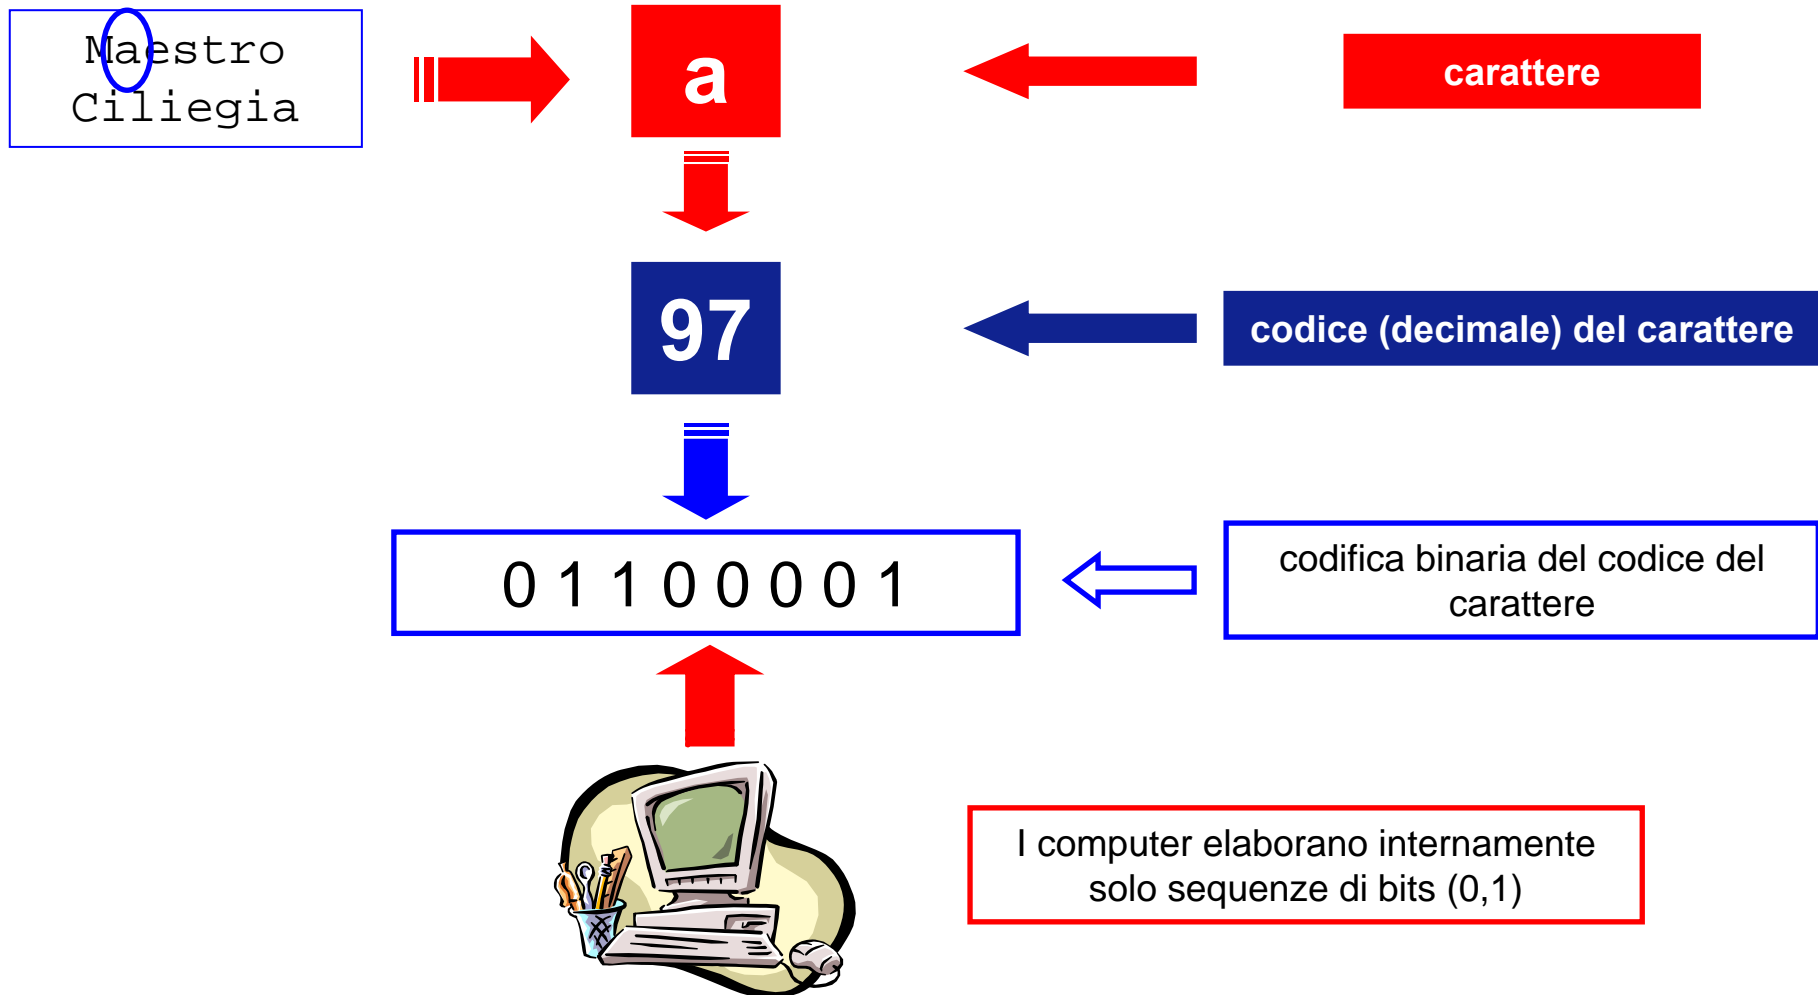 Maestro
Ciliegia
a
carattere
97
codice (decimale) del carattere
0 1 1 0 0 0 0 1
codifica binaria del codice del
carattere
I computer elaborano internamente
solo sequenze di bits (0,1)